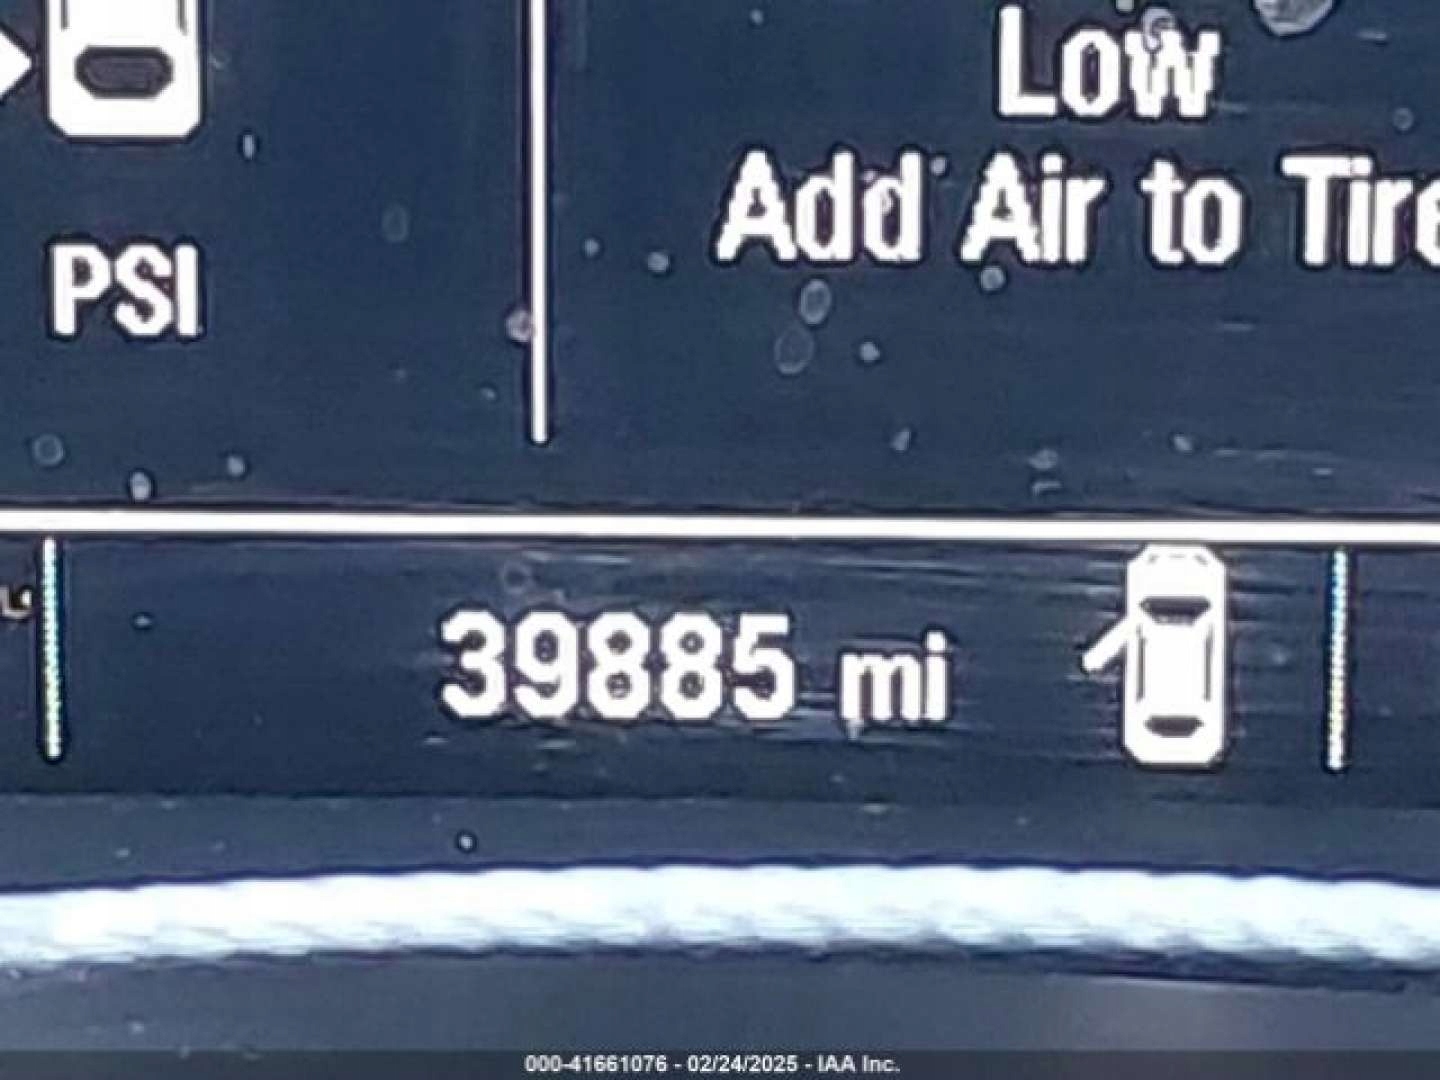 Low
Add Air to Tire
PSI
39885 mi
000-41661076 - 02/24/2025 - IAA Inc.